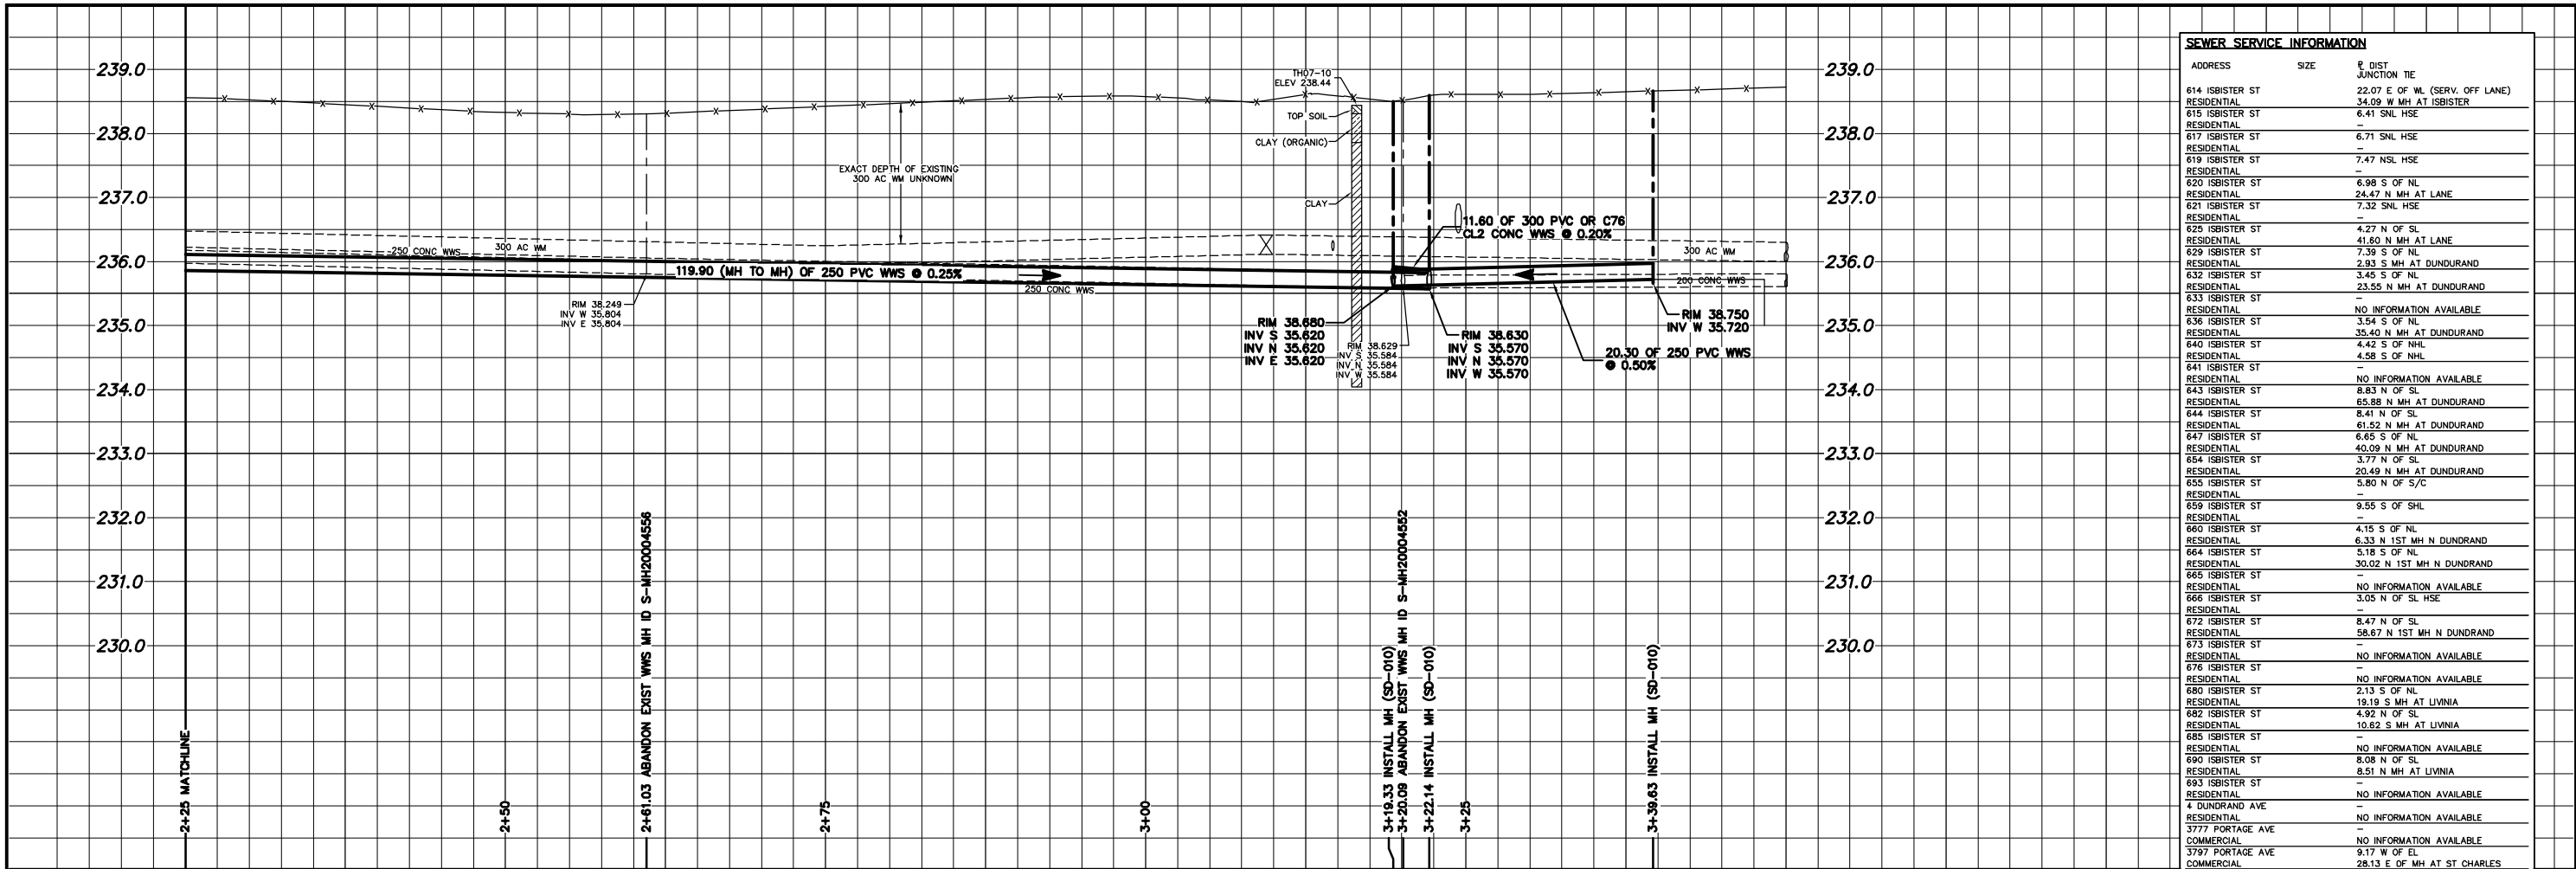 239.0
238.0
237.0
236.0
235.0
234.0
233.0
232.0
231.0
230.0
TH07-10
ELEV 238.44
TOP SOIL
CLAY (ORGANIC)
CLAY
EXACT DEPTH OF EXISTING
300 AC WM UNKNOWN
250 CONC WWS
300 AC WM
119.90 (MH TO MH) OF 250 PVC WWS @ 0.25%
250 CONC WWS
RIM 38.249
INV W 35.804
INV E 35.804
11.60 OF 300 PVC OR C76
CL2 CONC WWS @ 0.20%
300 AC WM
200 CONC WWS
RIM 38.680
INV S 35.620
INV N 35.620
INV E 35.620
RIM 38.629
INV S 35.584
INV N 35.584
INV W 35.584
RIM 38.630
INV S 35.570
INV N 35.570
INV W 35.570
RIM 38.750
INV W 35.720
20.30 OF 250 PVC WWS
@ 0.50%
2+25 MATCHLINE
2+50
2+61.03 ABANDON EXIST WWS MH ID S-MH20004556
2+75
3+00
3+19.33 INSTALL MH (SD-010)
3+20.09 ABANDON EXIST WWS MH ID S-MH20004552
3+22.14 INSTALL MH (SD-010)
3+25
3+39.63 INSTALL MH (SD-010)
239.0
238.0
237.0
236.0
235.0
234.0
233.0
232.0
231.0
230.0
SEWER SERVICE INFORMATION
ADDRESS SIZE ⅊ DIST
JUNCTION TIE
614 ISBISTER ST 22.07 E OF WL (SERV. OFF LANE)
RESIDENTIAL 34.09 W MH AT ISBISTER
615 ISBISTER ST 6.41 SNL HSE
RESIDENTIAL –
617 ISBISTER ST 6.71 SNL HSE
RESIDENTIAL –
619 ISBISTER ST 7.47 NSL HSE
RESIDENTIAL –
620 ISBISTER ST 6.98 S OF NL
RESIDENTIAL 24.47 N MH AT LANE
621 ISBISTER ST 7.32 SNL HSE
RESIDENTIAL –
625 ISBISTER ST 4.27 N OF SL
RESIDENTIAL 41.60 N MH AT LANE
629 ISBISTER ST 7.39 S OF NL
RESIDENTIAL 2.93 S MH AT DUNDURAND
632 ISBISTER ST 3.45 S OF NL
RESIDENTIAL 23.55 N MH AT DUNDURAND
633 ISBISTER ST –
RESIDENTIAL NO INFORMATION AVAILABLE
636 ISBISTER ST 3.54 S OF NL
RESIDENTIAL 35.40 N MH AT DUNDURAND
640 ISBISTER ST 4.42 S OF NHL
RESIDENTIAL 4.58 S OF NHL
641 ISBISTER ST –
RESIDENTIAL NO INFORMATION AVAILABLE
643 ISBISTER ST 8.83 N OF SL
RESIDENTIAL 65.88 N MH AT DUNDURAND
644 ISBISTER ST 8.41 N OF SL
RESIDENTIAL 61.52 N MH AT DUNDURAND
647 ISBISTER ST 6.65 S OF NL
RESIDENTIAL 40.09 N MH AT DUNDURAND
654 ISBISTER ST 3.77 N OF SL
RESIDENTIAL 20.49 N MH AT DUNDURAND
655 ISBISTER ST 5.80 N OF S/C
RESIDENTIAL –
659 ISBISTER ST 9.55 S OF SHL
RESIDENTIAL –
660 ISBISTER ST 4.15 S OF NL
RESIDENTIAL 6.33 N 1ST MH N DUNDRAND
664 ISBISTER ST 5.18 S OF NL
RESIDENTIAL 30.02 N 1ST MH N DUNDRAND
665 ISBISTER ST –
RESIDENTIAL NO INFORMATION AVAILABLE
666 ISBISTER ST 3.05 N OF SL HSE
RESIDENTIAL –
672 ISBISTER ST 8.47 N OF SL
RESIDENTIAL 58.67 N 1ST MH N DUNDRAND
673 ISBISTER ST –
RESIDENTIAL NO INFORMATION AVAILABLE
676 ISBISTER ST –
RESIDENTIAL NO INFORMATION AVAILABLE
680 ISBISTER ST 2.13 S OF NL
RESIDENTIAL 19.19 S MH AT LIVINIA
682 ISBISTER ST 4.92 N OF SL
RESIDENTIAL 10.62 S MH AT LIVINIA
685 ISBISTER ST –
RESIDENTIAL NO INFORMATION AVAILABLE
690 ISBISTER ST 8.08 N OF SL
RESIDENTIAL 8.51 N MH AT LIVINIA
693 ISBISTER ST –
RESIDENTIAL NO INFORMATION AVAILABLE
4 DUNDRAND AVE –
RESIDENTIAL NO INFORMATION AVAILABLE
3777 PORTAGE AVE –
COMMERCIAL NO INFORMATION AVAILABLE
3797 PORTAGE AVE 9.17 W OF EL
COMMERCIAL 28.13 E OF MH AT ST CHARLES